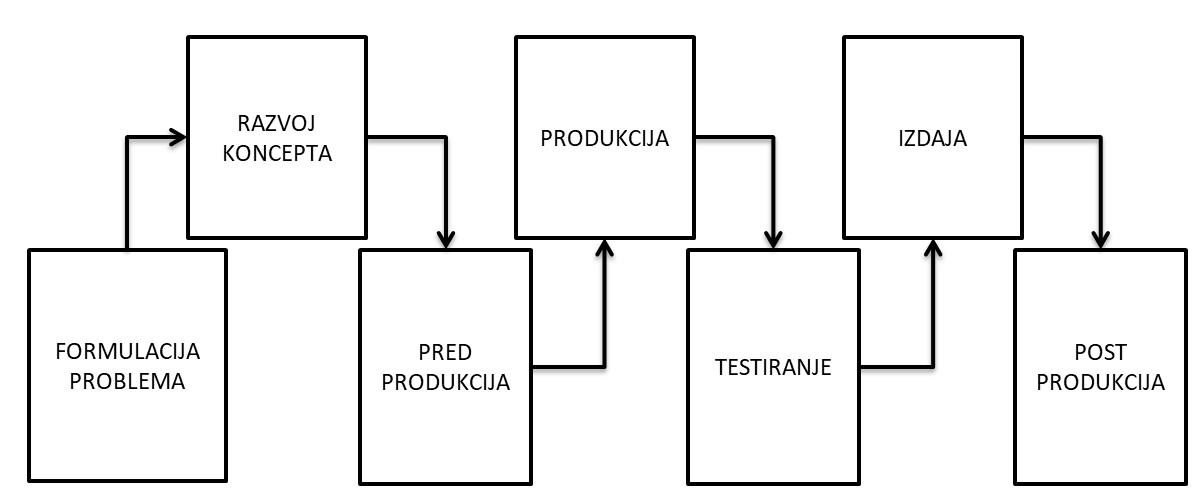 FORMULACIJA
PROBLEMA
RAZVOJ
KONCEPTA
PRED
PRODUKCIJA
PRODUKCIJA
TESTIRANJE
IZDAJA
POST
PRODUKCIJA